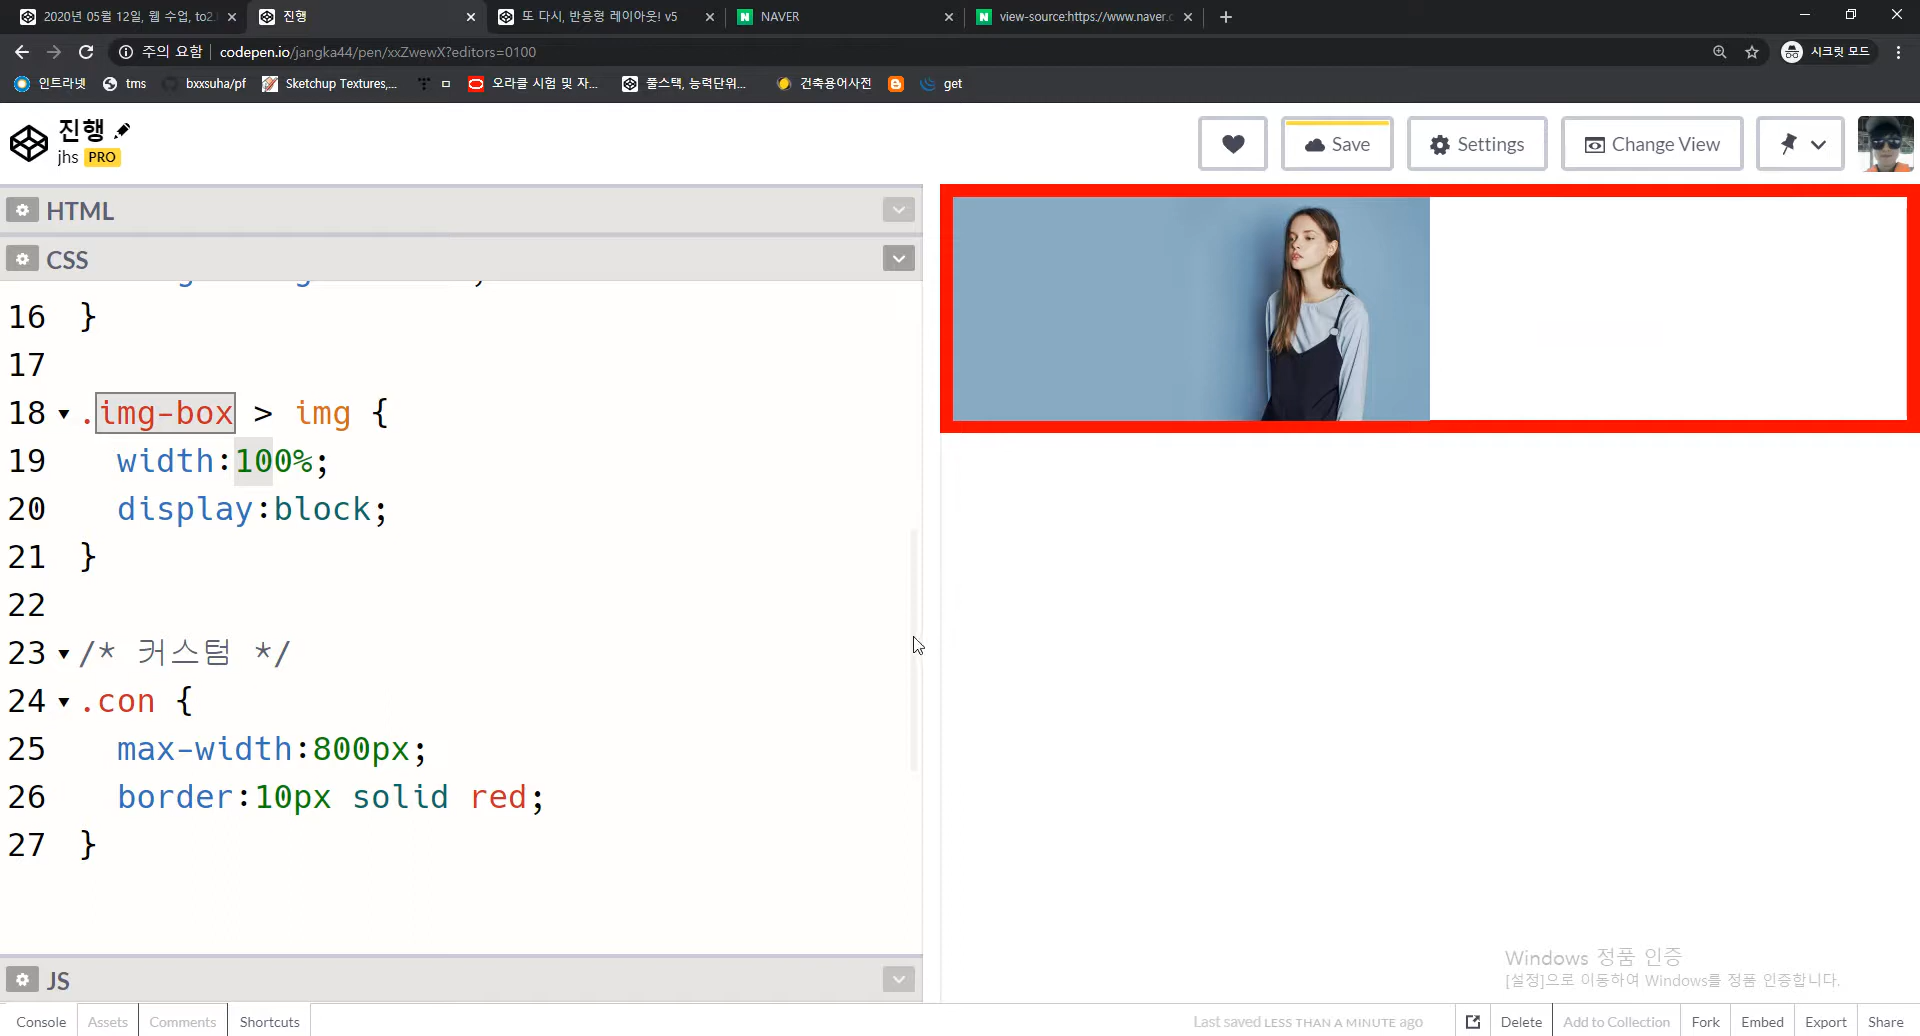 2020년 05월 12일, 웹 수업, to2.
진행
또 다시, 반응형 레이아웃! v5
NAVER
view-source:https://www.naver.c
주의 요함
codepen.io/jangka44/pen/xxZwewX?editors=0100
시크릿 모드
인트라넷
tms
bxxsuha/pf
Sketchup Textures,...
오라클 시험 및 자...
풀스택, 능력단위...
건축용어사전
get
진행
jhs PRO
Save
Settings
Change View
HTML
CSS
16 }
17
18 .img-box > img {
19 width:100%;
20 display:block;
21 }
22
23 /* 커스텀 */
24 .con {
25 max-width:800px;
26 border:10px solid red;
27 }
Windows 정품 인증
[설정]으로 이동하여 Windows를 정품 인증합니다.
JS
Console
Assets
Comments
Shortcuts
Last saved LESS THAN A MINUTE ago
Delete
Add to Collection
Fork
Embed
Export
Share